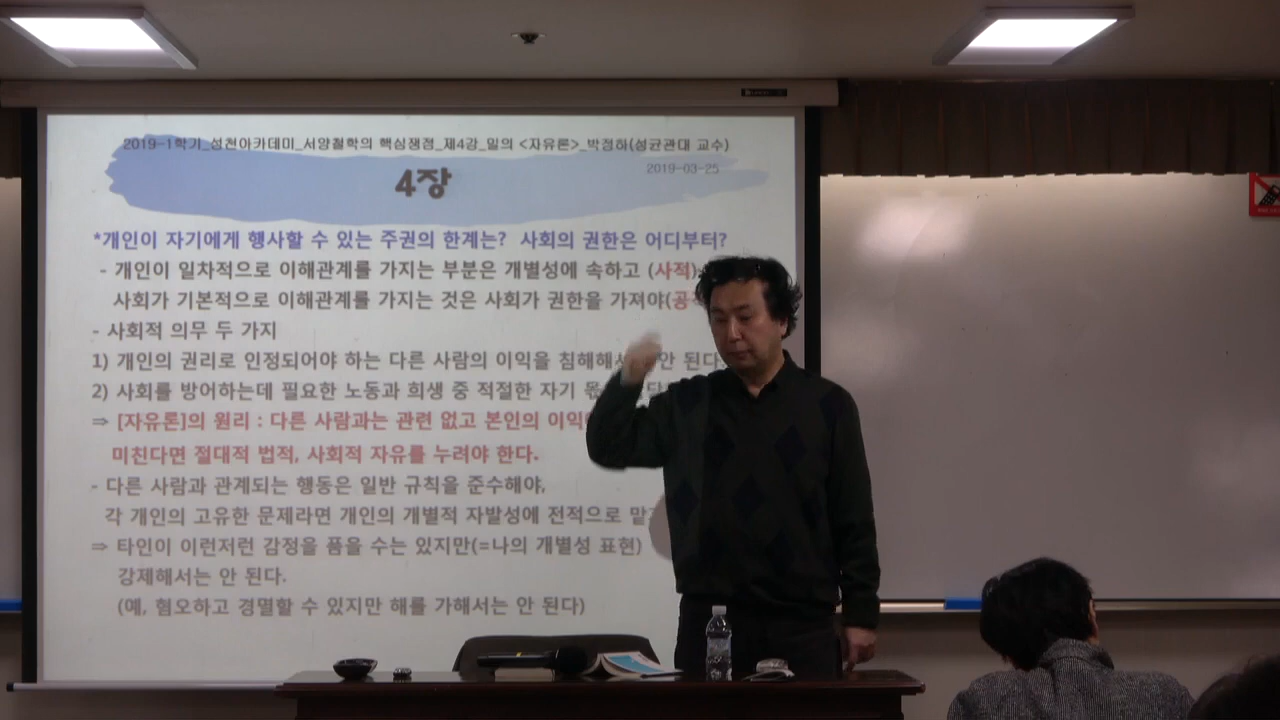 2019-1학기_성천아카데미_서양철학의 핵심쟁점_제4강_밀의 <자유론>_박정하(성균관대 교수)
2019-03-25
4장
*개인이 자기에게 행사할 수 있는 주권의 한계는? 사회의 권한은 어디부터?
- 개인이 일차적으로 이해관계를 가지는 부분은 개별성에 속하고 (사적),
사회가 기본적으로 이해관계를 가지는 것은 사회가 권한을 가져야(공적
- 사회적 의무 두 가지
1) 개인의 권리로 인정되어야 하는 다른 사람의 이익을 침해해서 안 된다
2) 사회를 방어하는데 필요한 노동과 희생 중 적절한 자기 몫
⇒ [자유론]의 원리 : 다른 사람과는 관련 없고 본인의 이익
미친다면 절대적 법적, 사회적 자유를 누려야 한다.
- 다른 사람과 관계되는 행동은 일반 규칙을 준수해야,
각 개인의 고유한 문제라면 개인의 개별적 자발성에 전적으로 맡
⇒ 타인이 이런저런 감정을 품을 수는 있지만(=나의 개별성 표현)
강제해서는 안 된다.
(예, 혐오하고 경멸할 수 있지만 해를 가해서는 안 된다)